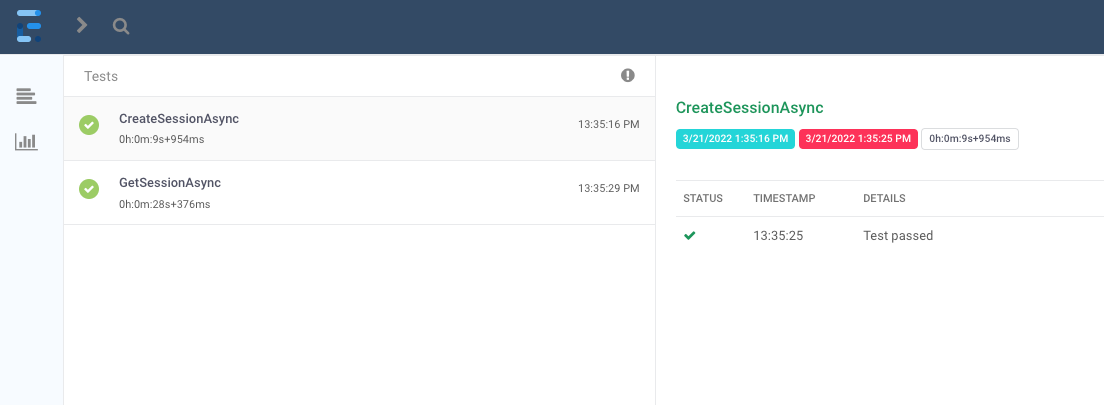 Tests
CreateSessionAsync
13:35:16 PM
0h:0m:9s+954ms
GetSessionAsync
13:35:29 PM
0h:0m:28s+376ms
CreateSessionAsync
3/21/2022 1:35:16 PM 3/21/2022 1:35:25 PM 0h:0m:9s+954ms
STATUS TIMESTAMP DETAILS
13:35:25 Test passed